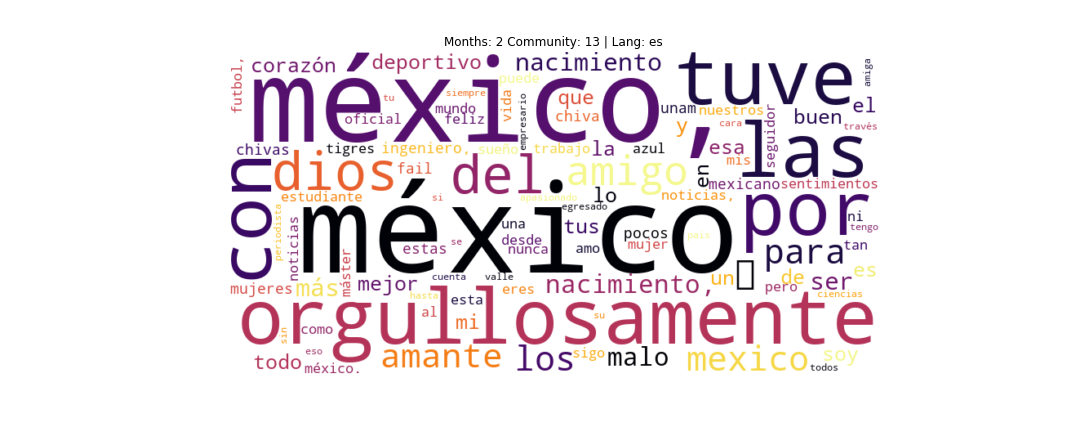 Months: 2 Community: 13 | Lang: es
futbol,
corazón
deportivo
nacimiento
tuve
amiga
méxico,
puede
tu
siempre
vida
empresario
que
unam
nuestros
el
mundo
oficial
feliz
chiva
y
cara
buen
través
chivas
tigres
ingeniero,
sueño
trabajo
la
azul
esa
seguidor
las
con
dios
fail
del
amigo
mis
en
mexicano
sentimientos
estudiante
si
apasionado
egresado
lo
noticias,
por
ni
tengo
periodista
noticias
méxico
una
tus
pocos
país
estas
se
desde
nunca
amo
mujer
para
tan
máster
cuenta
valle
un
de
ser
es
mujeres
más
mejor
hasta
esta
eres
nacimiento,
pero
ciencias
orgullosamente
sin
como
al
mi
su
todo
eso
méxico.
amante
los
sigo
malo
mexico
soy
todos